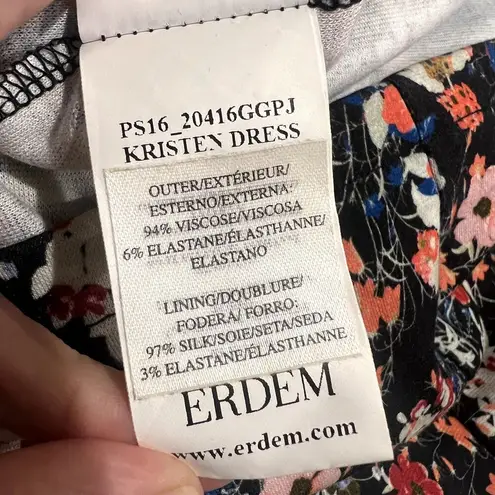 PS16_20416GGPJ
KRISTEN DRESS
OUTER/EXTÉRIEUR/
ESTERNO/EXTERNA:
94% VISCOSE/VISCOSA
6% ELASTANE/ÉLASTHANNE/
ELASTANO
LINING/DOUBLURE/
FODERA/ FORRO:
97% SILK/SOIE/SETA/SEDA
3% ELASTANE/ÉLASTHANNE
ERDEM
www.erdem.com